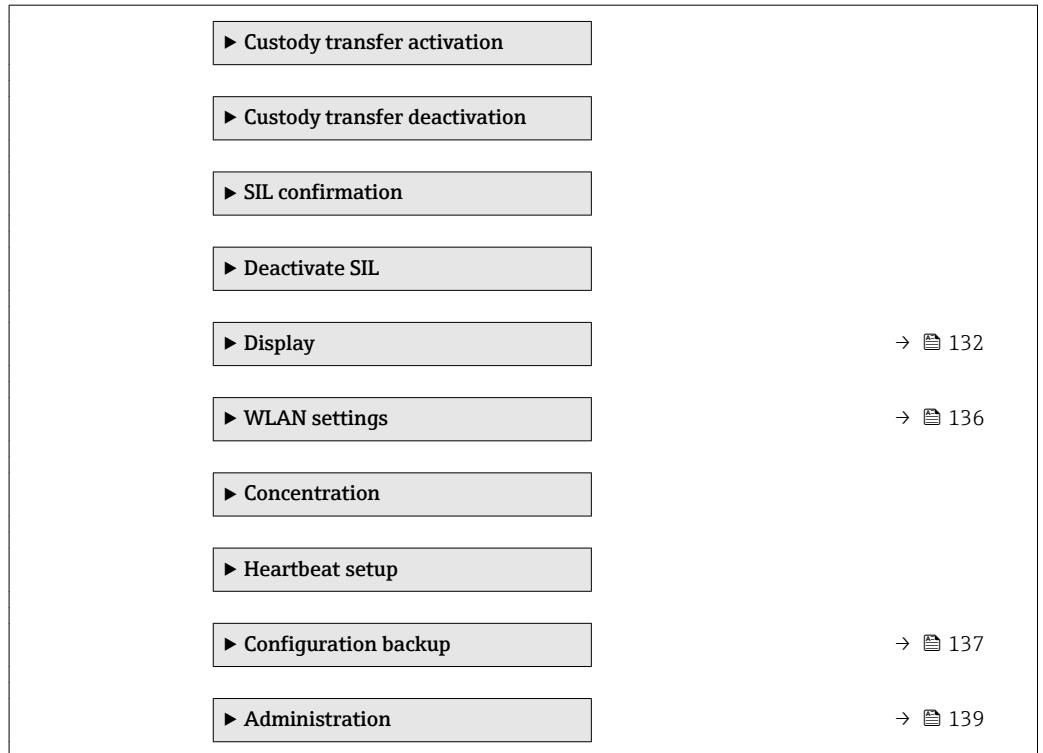 ▶ Custody transfer activation
▶ Custody transfer deactivation
▶ SIL confirmation
▶ Deactivate SIL
▶ Display → 132
▶ WLAN settings → 136
▶ Concentration
▶ Heartbeat setup
▶ Configuration backup → 137
▶ Administration → 139